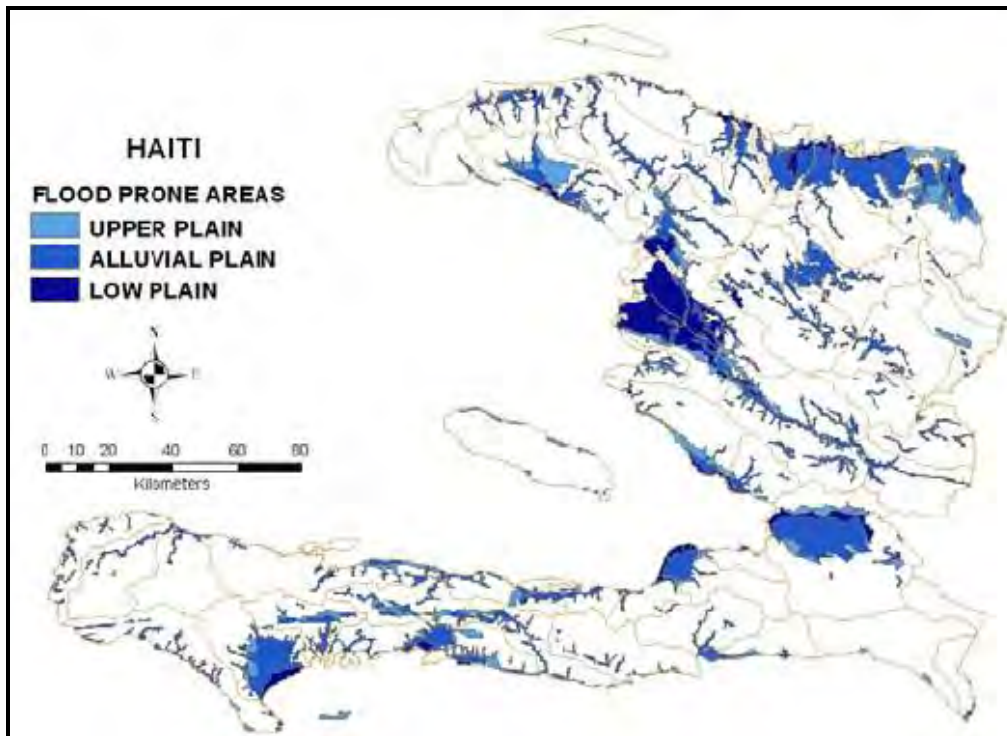 HAITI
FLOOD PRONE AREAS
UPPER PLAIN
ALLUVIAL PLAIN
LOW PLAIN
N
W E
S
0 10 20 40 60 80
Kilometers